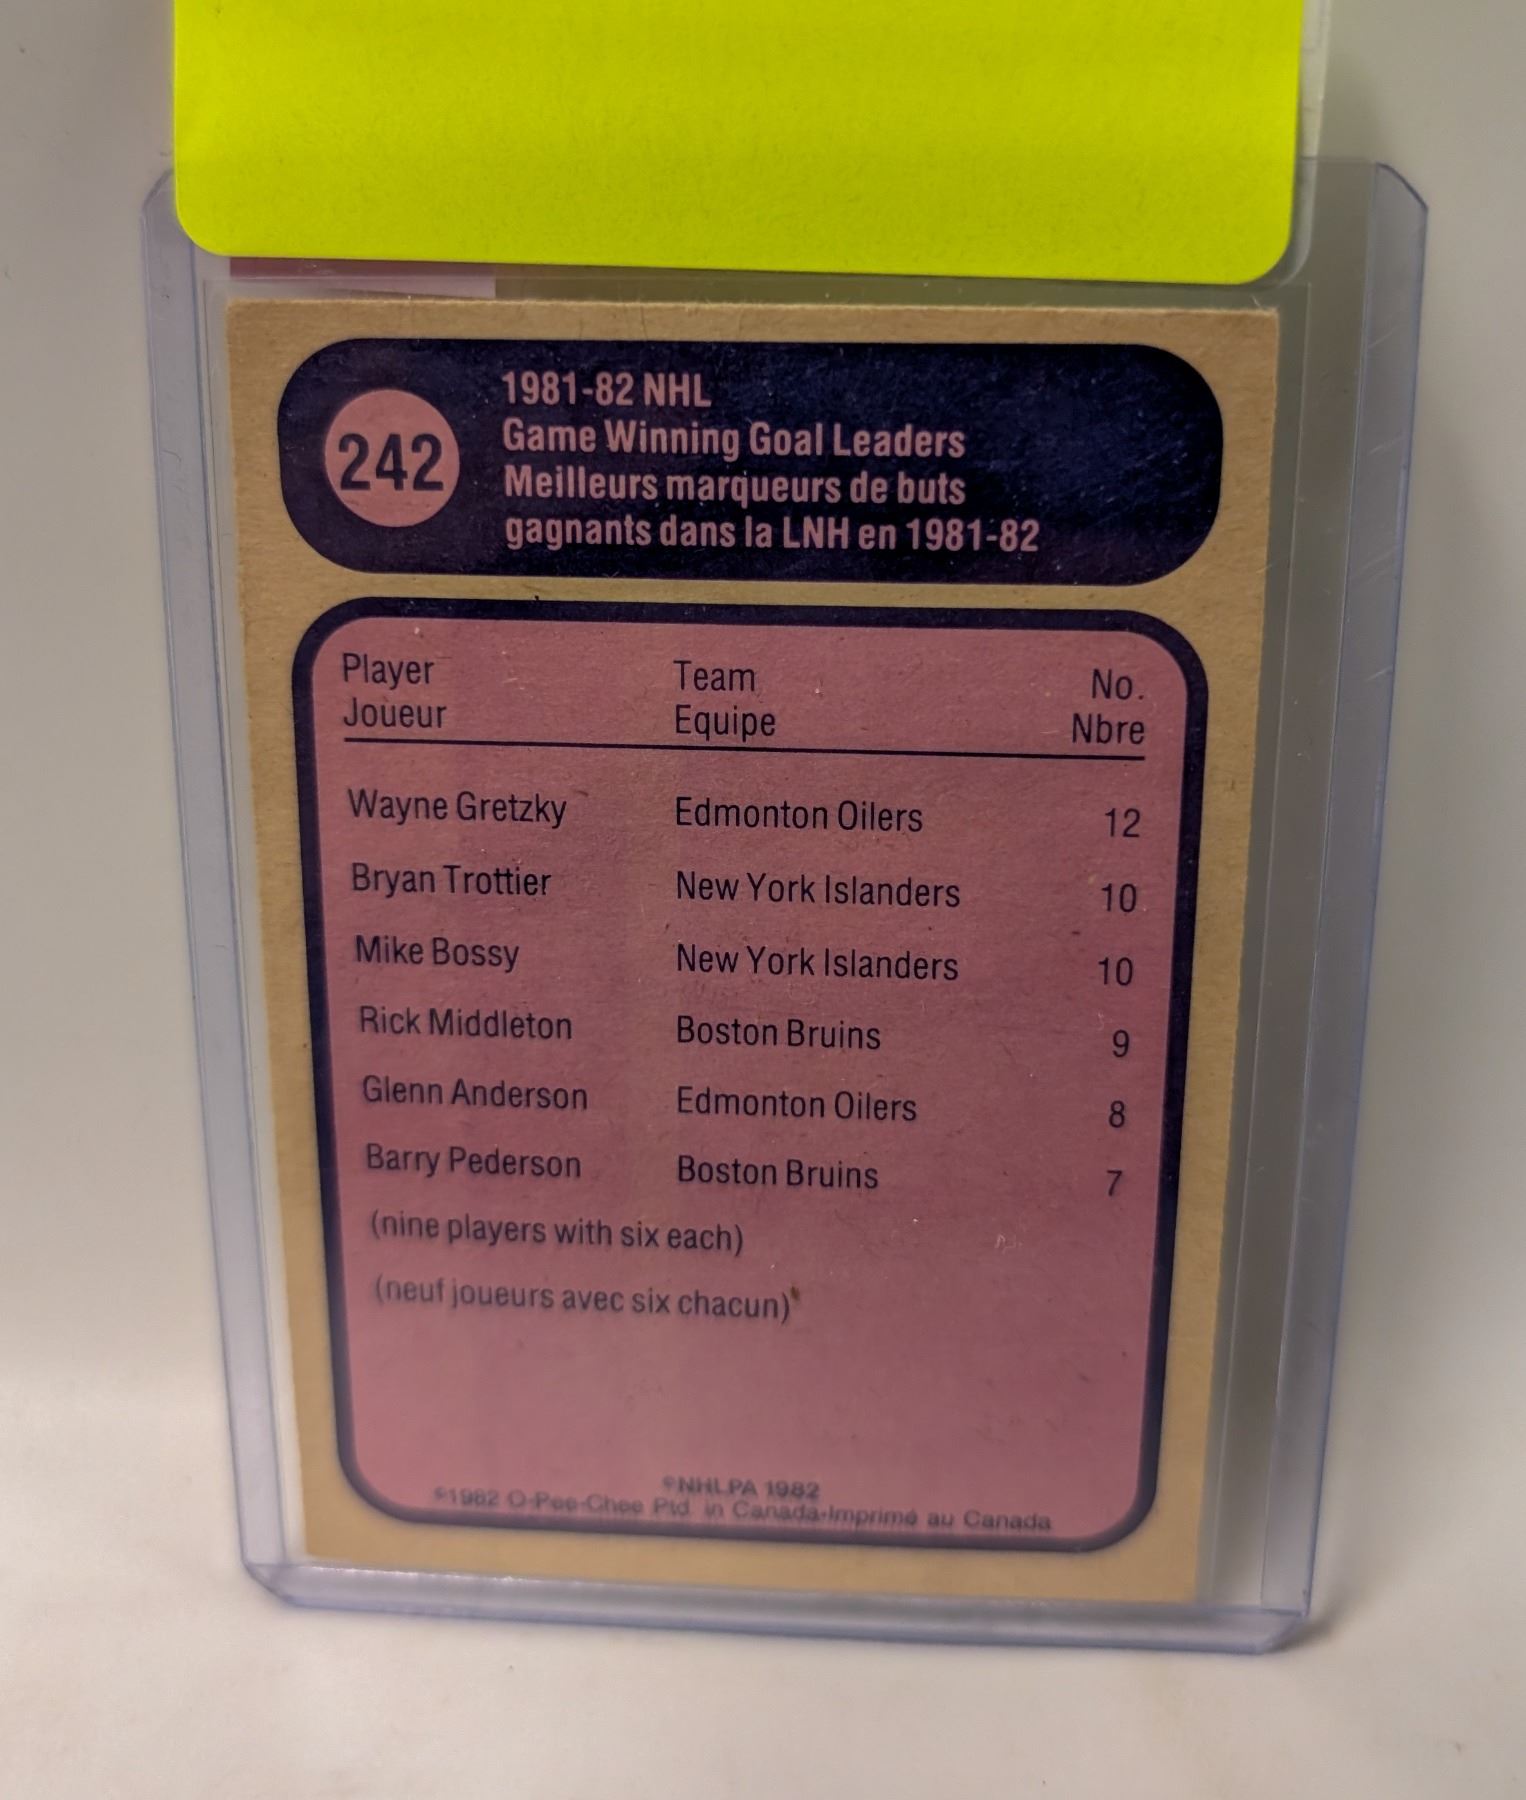 242
1981-82 NHL
Game Winning Goal Leaders
Meilleurs marqueurs de buts
gagnants dans la LNH en 1981-82
Player Team No.
Joueur Equipe Nbre
Wayne Gretzky Edmonton Oilers 12
Bryan Trottier New York Islanders 10
Mike Bossy New York Islanders 10
Rick Middleton Boston Bruins 9
Glenn Anderson Edmonton Oilers 8
Barry Pederson Boston Bruins 7
(nine players with six each)
(neuf joueurs avec six chacun)
©NHLPA 1982
©1982 O-Pee-Chee Ptd. in Canada-Imprimé au Canada